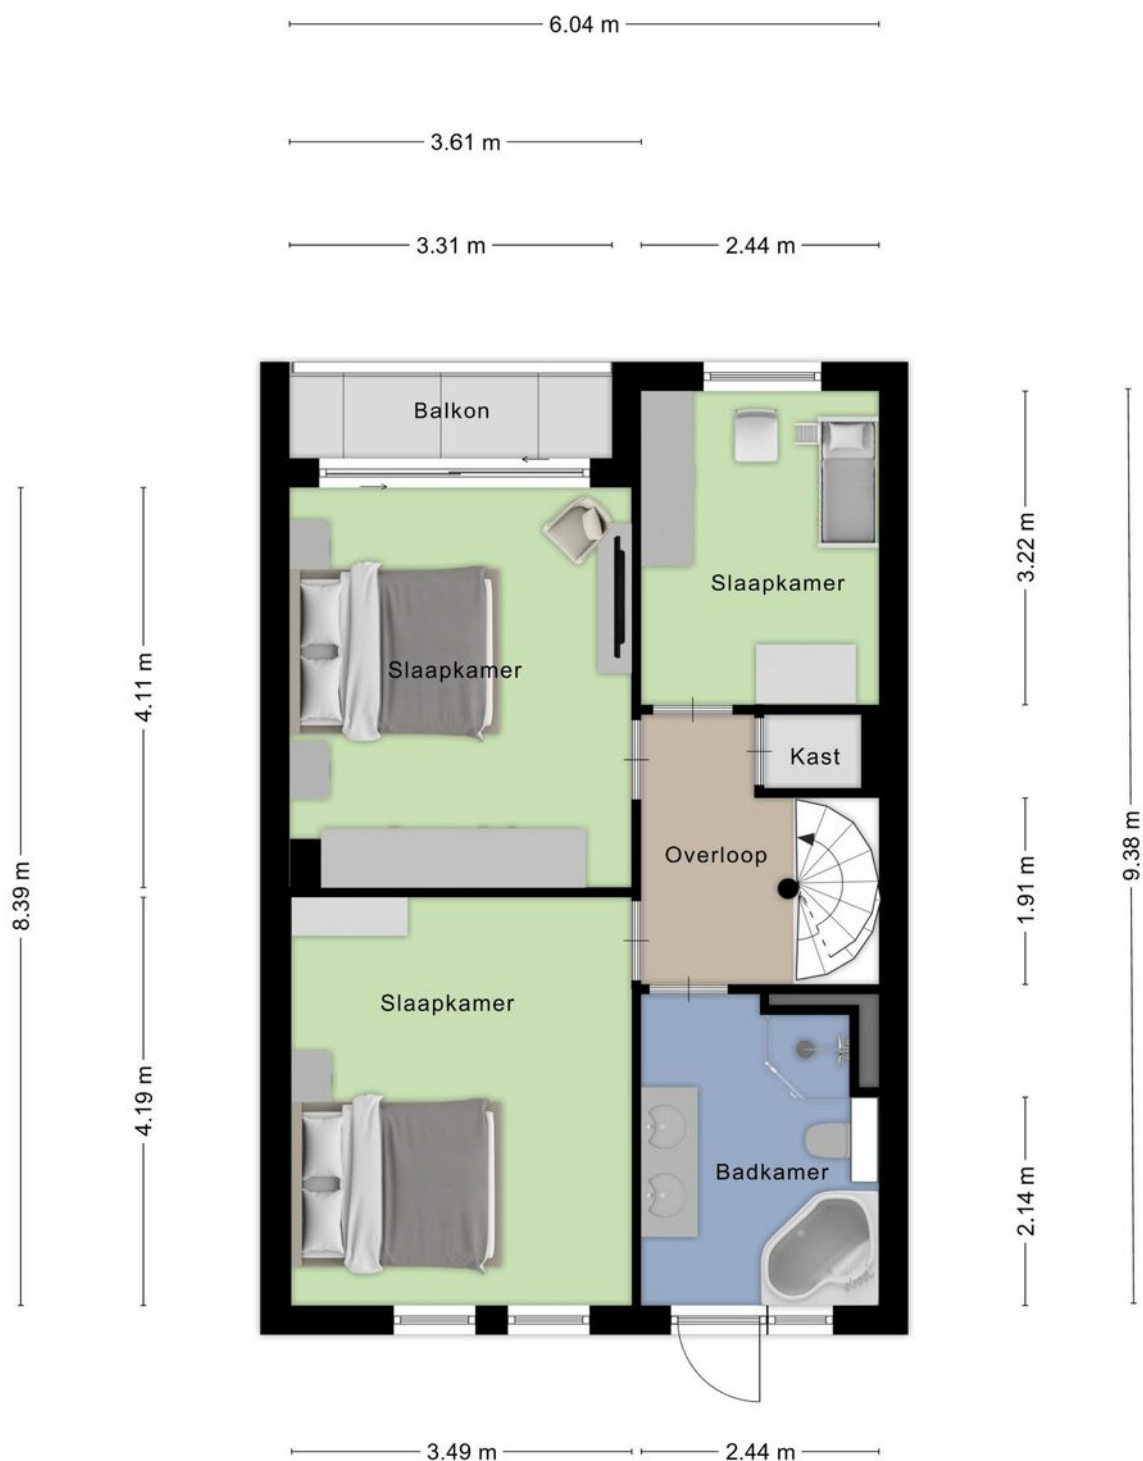 6.04 m
3.61 m
3.31 m
2.44 m
Balkon
Slaapkamer
3.22 m
4.11 m
Slaapkamer
Kast
Overloop
8.39 m
1.91 m
9.38 m
Slaapkamer
4.19 m
Badkamer
2.14 m
3.49 m
2.44 m